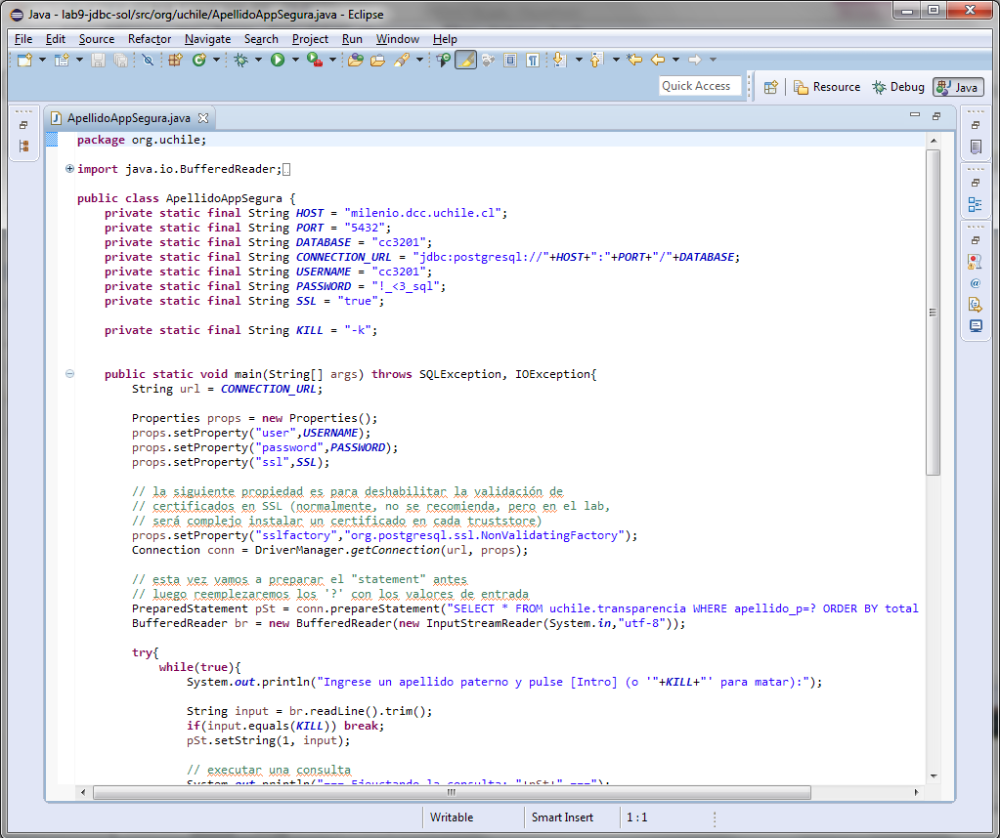 Java - lab9-jdbc-sol/src/org/uchile/ApellidoAppSegura.java - Eclipse
File Edit Source Refactor Navigate Search Project Run Window Help
Quick Access Resource Debug Java
ApellidoAppSegura.java
package org.uchile;
import java.io.BufferedReader;
public class ApellidoAppSegura {
private static final String HOST = "milenio.dcc.uchile.cl";
private static final String PORT = "5432";
private static final String DATABASE = "cc3201";
private static final String CONNECTION_URL = "jdbc:postgresql://"+HOST+":"+PORT+"/"+DATABASE;
private static final String USERNAME = "cc3201";
private static final String PASSWORD = "!_<3_sql";
private static final String SSL = "true";
private static final String KILL = "-k";
public static void main(String[] args) throws SQLException, IOException{
String url = CONNECTION_URL;
Properties props = new Properties();
props.setProperty("user",USERNAME);
props.setProperty("password",PASSWORD);
props.setProperty("ssl",SSL);
// la siguiente propiedad es para deshabilitar la validación de
// certificados en SSL (normalmente, no se recomienda, pero en el lab,
// será complejo instalar un certificado en cada truststore)
props.setProperty("sslfactory","org.postgresql.ssl.NonValidatingFactory");
Connection conn = DriverManager.getConnection(url, props);
// esta vez vamos a preparar el "statement" antes
// luego reemplezaremos los '?' con los valores de entrada
PreparedStatement pSt = conn.prepareStatement("SELECT * FROM uchile.transparencia WHERE apellido_p=? ORDER BY total
BufferedReader br = new BufferedReader(new InputStreamReader(System.in,"utf-8"));
try{
while(true){
System.out.println("Ingrese un apellido paterno y pulse [Intro] (o '"+KILL+"' para matar):");
String input = br.readLine().trim();
if(input.equals(KILL)) break;
pSt.setString(1, input);
// executar una consulta
System.out.println("=== Ejeuctando la consulta: "+pSt+" ===");
Writable Smart Insert 1 : 1